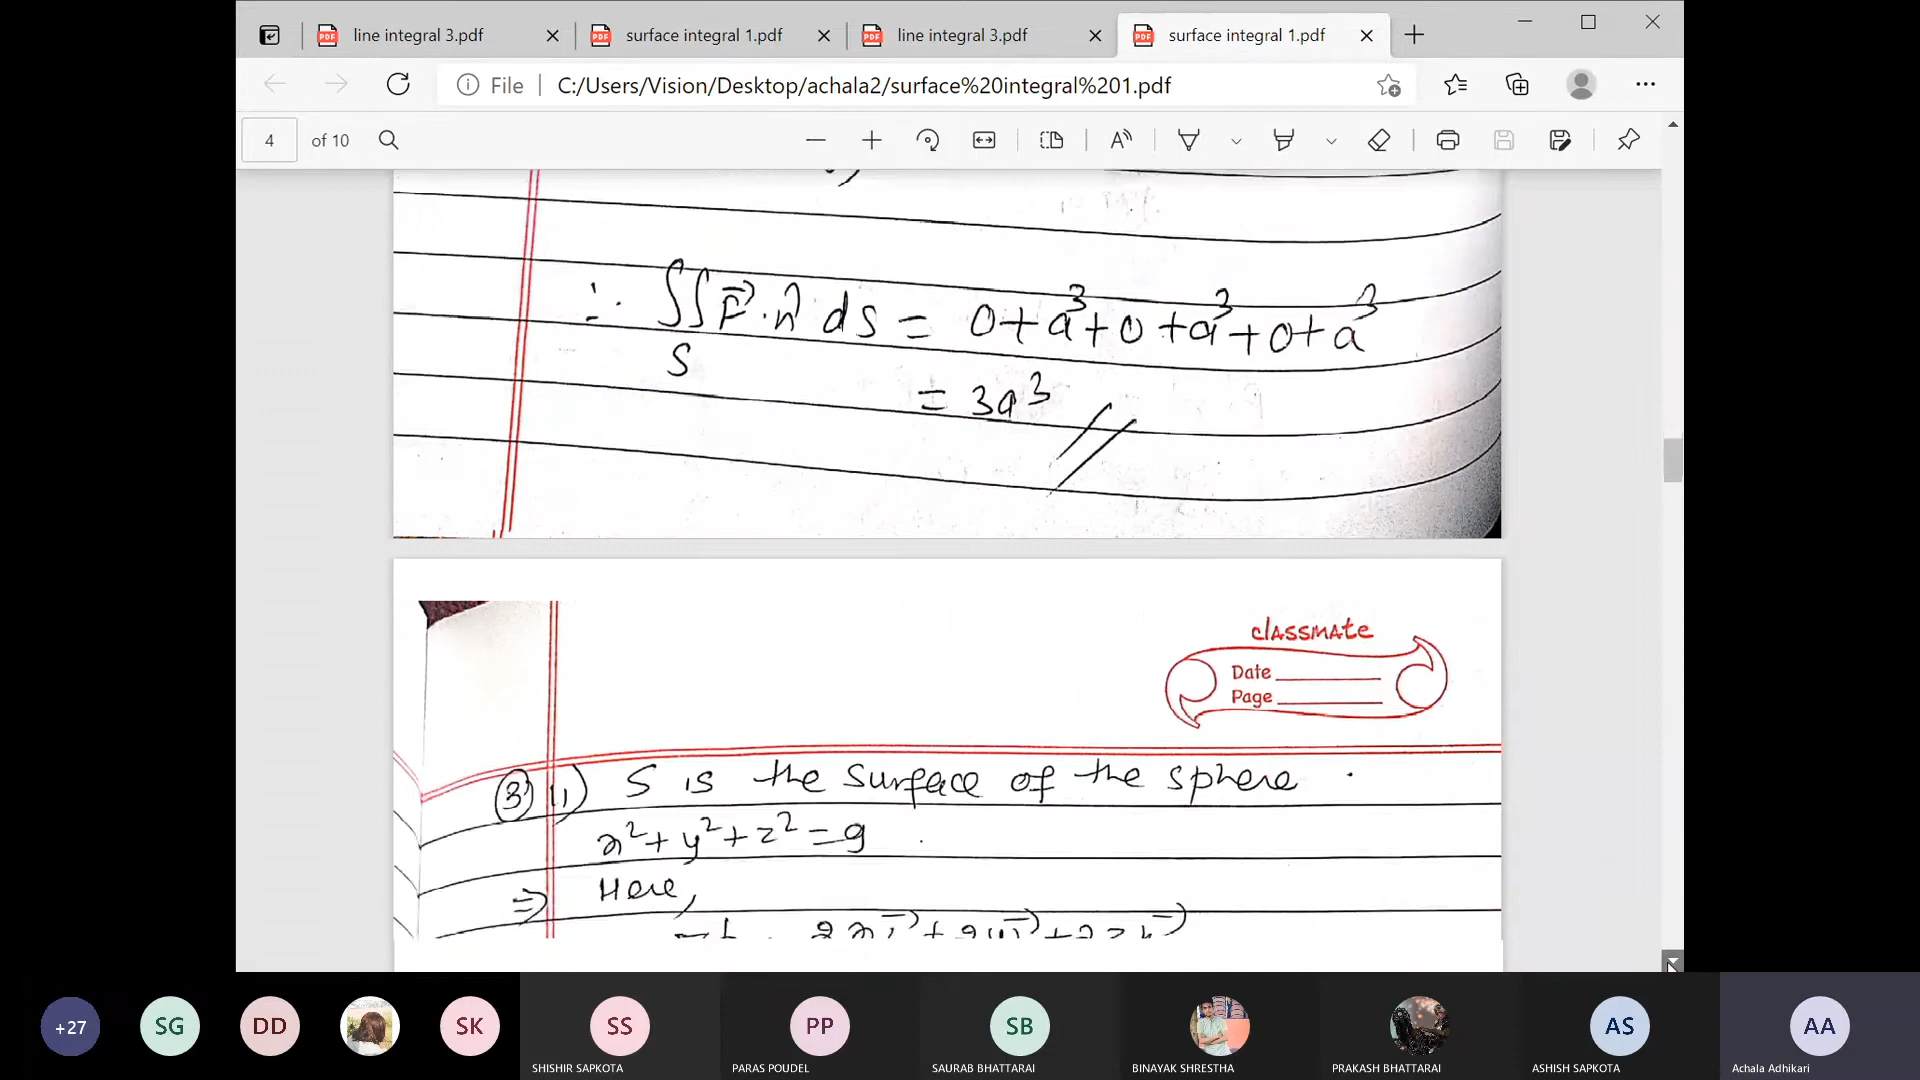 line integral 3.pdf
surface integral 1.pdf
line integral 3.pdf
surface integral 1.pdf
File | C:/Users/Vision/Desktop/achala2/surface%20integral%201.pdf
4 of 10
∴ ∬ F⃗·n̂ ds = 0+a³+0+a³+0+a³
S
= 3a³
classmate
Date
Page
③ (i) S is the surface of the sphere.
x²+y²+z²=9
⇒ Here,
+27
SG
DD
SK
SS
PP
SB
AS
AA
SHISHIR SAPKOTA
PARAS POUDEL
SAURAB BHATTARAI
BINAYAK SHRESTHA
PRAKASH BHATTARAI
ASHISH SAPKOTA
Achala Adhikari